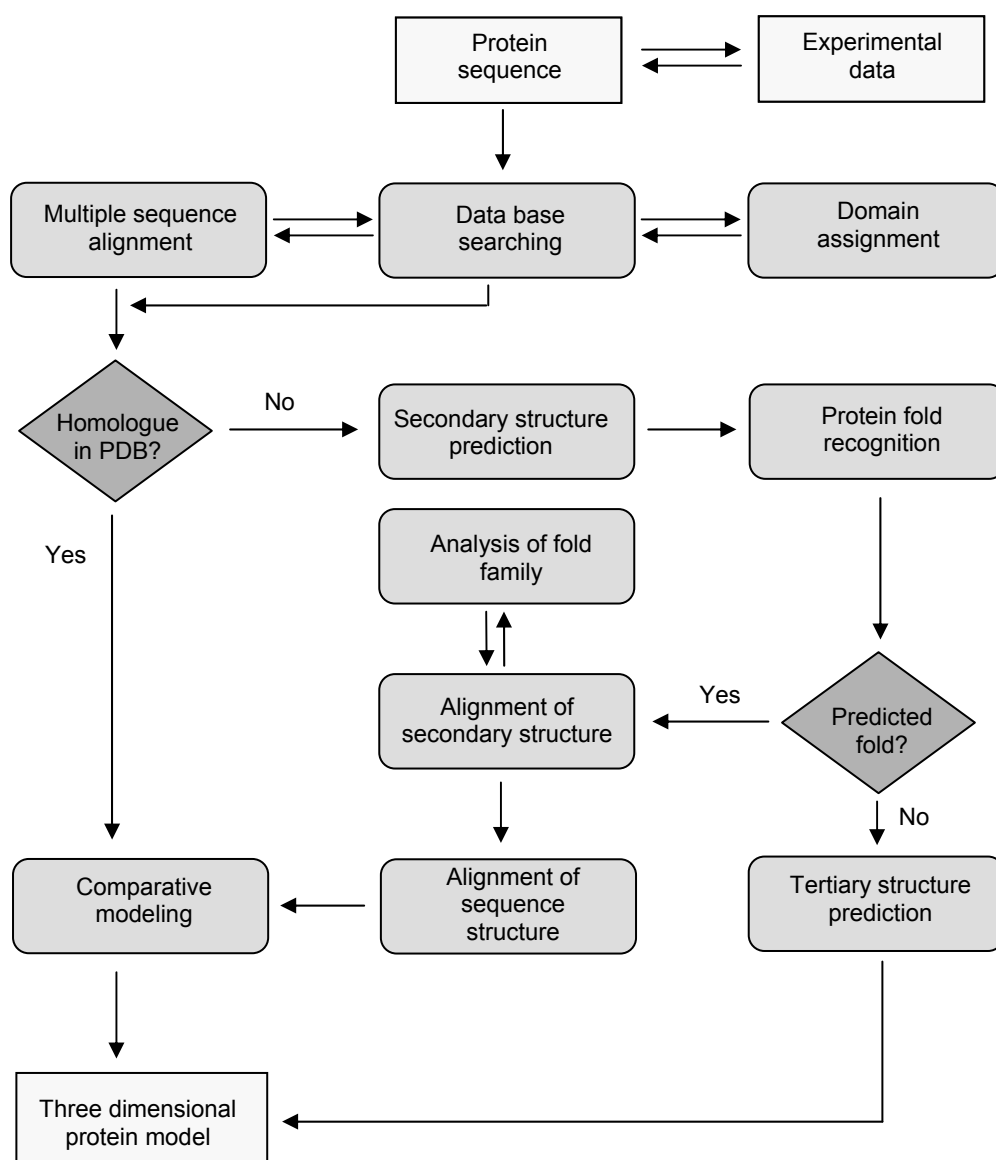 Protein
sequence
Experimental
data
Multiple sequence
alignment
Data base
searching
Domain
assignment
Homologue
in PDB?
No
Secondary structure
prediction
Protein fold
recognition
Yes
Analysis of fold
family
Alignment of
secondary structure
Yes
Predicted
fold?
No
Comparative
modeling
Alignment of
sequence
structure
Tertiary structure
prediction
Three dimensional
protein model